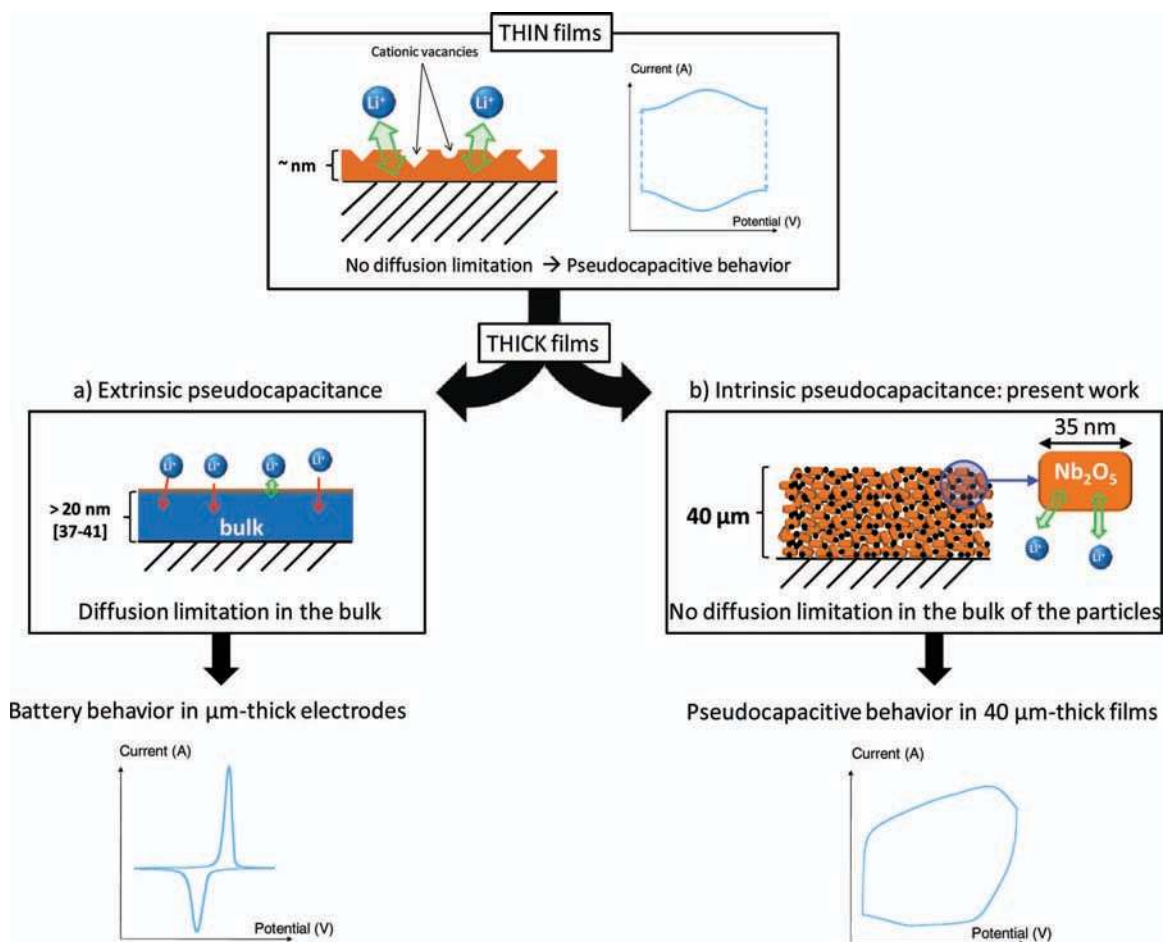 THIN films
Cationic vacancies
Li⁺
Li⁺
~ nm
Current (A)
Potential (V)
No diffusion limitation → Pseudocapacitive behavior
THICK films
a) Extrinsic pseudocapacitance
Li⁺
Li⁺
Li⁺
Li⁺
> 20 nm
[37-41]
bulk
Diffusion limitation in the bulk
Battery behavior in µm-thick electrodes
Current (A)
Potential (V)
b) Intrinsic pseudocapacitance: present work
35 nm
Nb₂O₅
40 µm
Li⁺
Li⁺
No diffusion limitation in the bulk of the particles
Pseudocapacitive behavior in 40 µm-thick films
Current (A)
Potential (V)